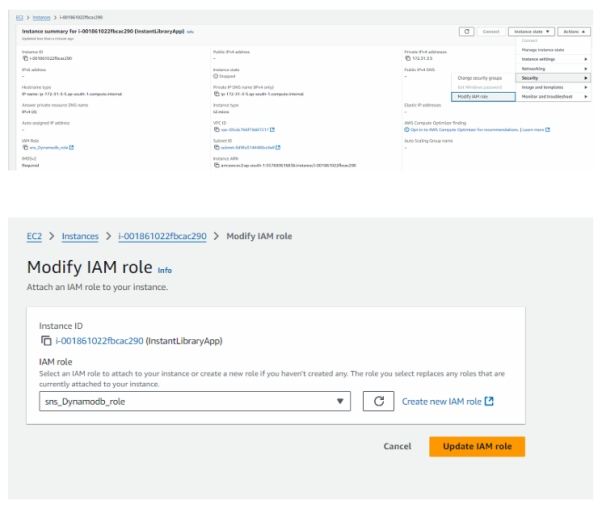 EC2 > Instances > i-001861022fbcac290
Instance summary for i-001861022fbcac290 (InstantLibraryApp) Info
Updated less than a minute ago
Connect
Instance state ▼
Actions ▲
Connect
Manage instance state
Instance settings
Networking
Security
Image and templates
Monitor and troubleshoot
Change security groups
Get Windows password
Modify IAM role
Instance ID
i-001861022fbcac290
Public IPv4 address
–
Private IPv4 addresses
172.31.3.5
IPv6 address
–
Instance state
Stopped
Public IPv4 DNS
–
Hostname type
IP name: ip-172-31-3-5.ap-south-1.compute.internal
Private IP DNS name (IPv4 only)
ip-172-31-3-5.ap-south-1.compute.internal
Answer private resource DNS name
IPv4 (A)
Instance type
t2.micro
Elastic IP addresses
–
Auto-assigned IP address
–
VPC ID
AWS Compute Optimizer finding
Opt-in to AWS Compute Optimizer for recommendations. | Learn more
IAM Role
sns_Dynamodb_role
Subnet ID
Auto Scaling Group name
–
IMDSv2
Required
Instance ARN
EC2 > Instances > i-001861022fbcac290 > Modify IAM role
Modify IAM role Info
Attach an IAM role to your instance.
Instance ID
i-001861022fbcac290 (InstantLibraryApp)
IAM role
Select an IAM role to attach to your instance or create a new role if you haven't created any. The role you select replaces any roles that are
currently attached to your instance.
sns_Dynamodb_role
Create new IAM role
Cancel
Update IAM role